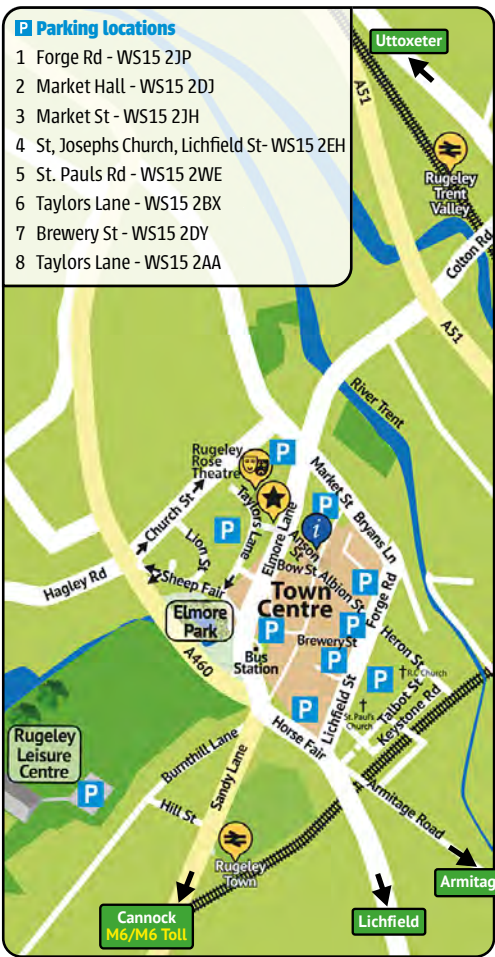 P Parking locations
1 Forge Rd - WS15 2JP
2 Market Hall - WS15 2DJ
3 Market St - WS15 2JH
4 St, Josephs Church, Lichfield St- WS15 2EH
5 St. Pauls Rd - WS15 2WE
6 Taylors Lane - WS15 2BX
7 Brewery St - WS15 2DY
8 Taylors Lane - WS15 2AA
Uttoxeter
A51
Rugeley
Trent
Valley
Colton Rd
A51
River Trent
Rugeley
Rose
Theatre
P
Market St
Taylors Lane
Church St
P
Elmore Lane
P
i
Bryans Ln
Lion St
Anson
St
Bow St
Albion St
P
Hagley Rd
Sheep Fair
Town
Centre
Forge Rd
Elmore
Park
P
Brewery St
P
Heron St
A460
Bus
Station
P
Lichfield St
P
R.C Church
Talbot St
St.Paul's
Church
Keystone Rd
P
Horse Fair
Rugeley
Leisure
Centre
P
Burnthill Lane
Sandy Lane
Hill St
Armitage Road
Rugeley
Town
Armitag
Cannock
M6/M6 Toll
Lichfield